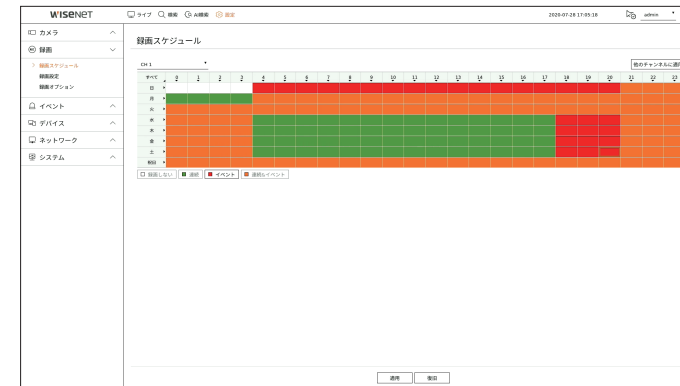 WISENET
ライブ 検索 AI検索 設定
2020-07-28 17:05:18
admin
カメラ
録画
録画スケジュール
録画設定
録画オプション
イベント
デバイス
ネットワーク
システム
録画スケジュール
CH 1
他のチャンネルに適用
すべて 0 1 2 3 4 5 6 7 8 9 10 11 12 13 14 15 16 17 18 19 20 21 22 23
日
月
火
水
木
金
土
祝日
録画しない 連続 イベント 連続&イベント
適用 復旧